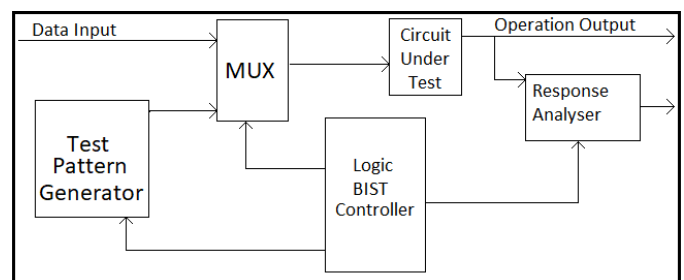 Data Input
MUX
Circuit
Under
Test
Operation Output
Response
Analyser
Test
Pattern
Generator
Logic
BIST
Controller